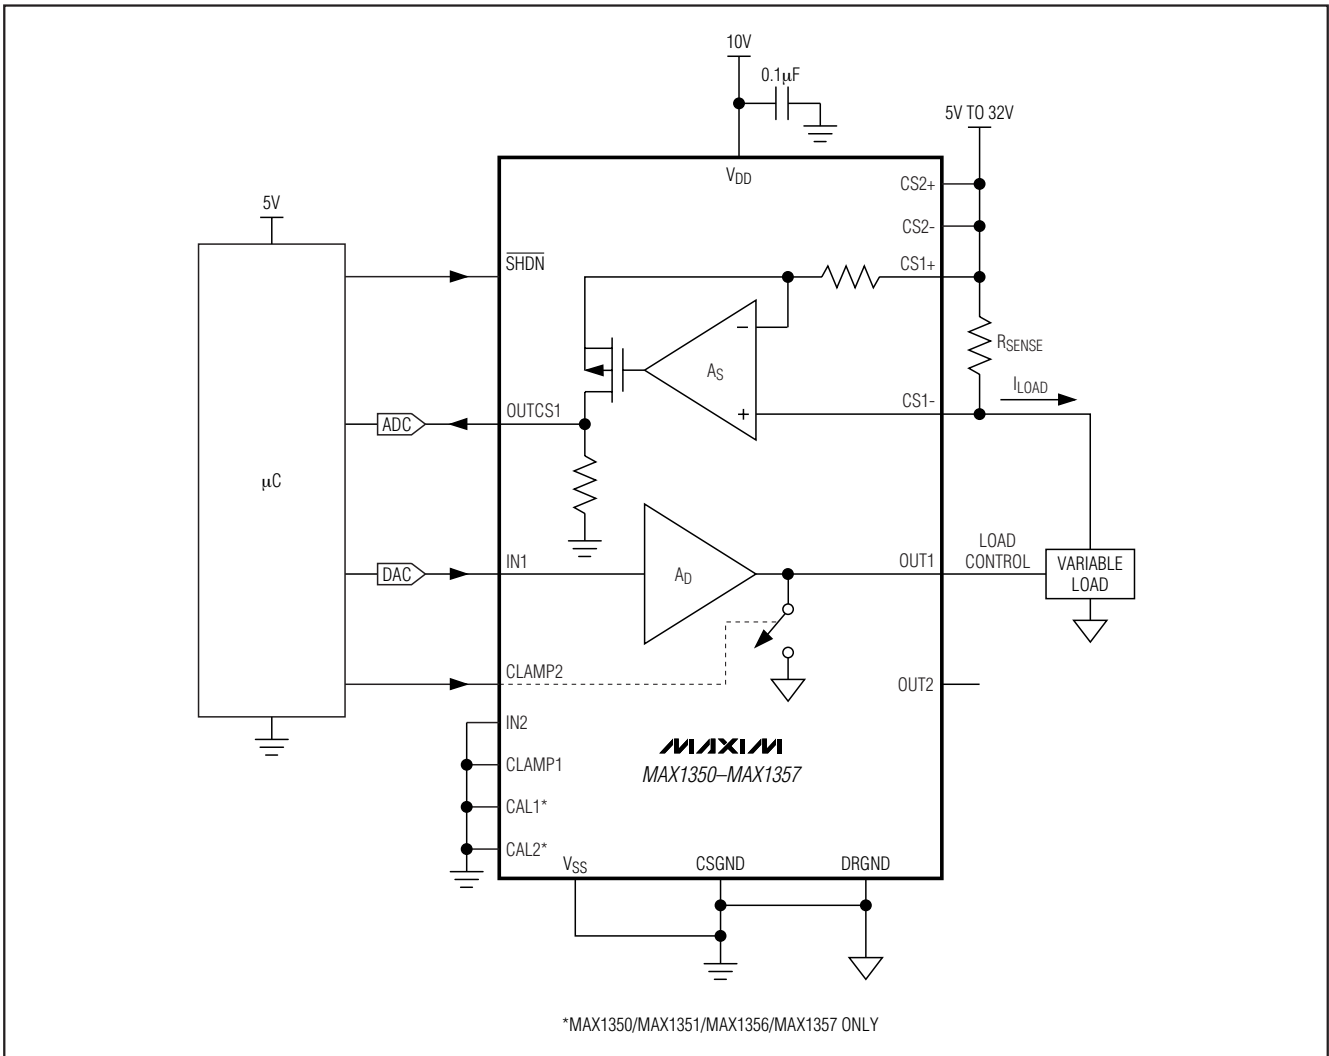 10V
0.1µF
5V TO 32V
VDD
CS2+
5V
CS2-
SHDN
CS1+
RSENSE
AS
ILOAD
CS1-
OUTCS1
ADC
µC
IN1
OUT1
LOAD
CONTROL
DAC
AD
VARIABLE
LOAD
CLAMP2
OUT2
IN2
MAXIM
CLAMP1
MAX1350–MAX1357
CAL1*
CAL2*
VSS
CSGND
DRGND
*MAX1350/MAX1351/MAX1356/MAX1357 ONLY